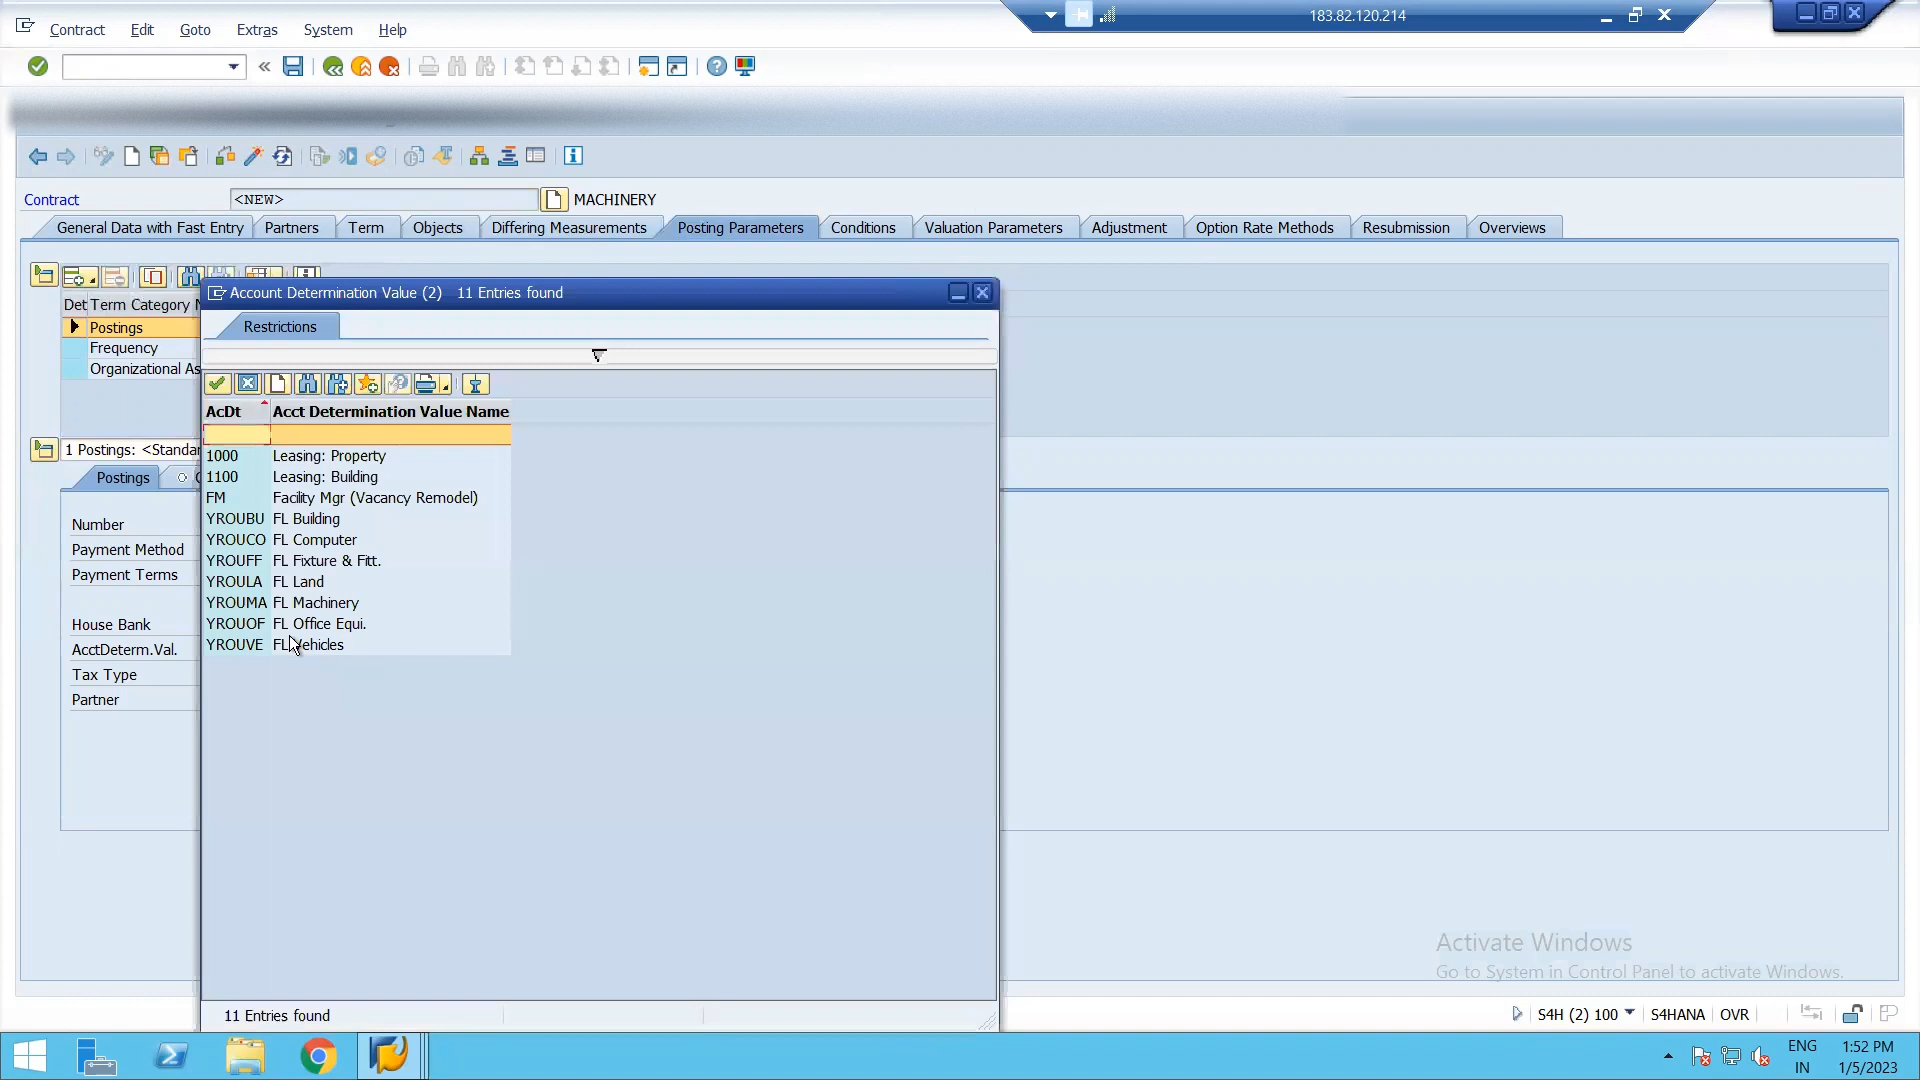 183.82.120.214
Contract Edit Goto Extras System Help
Contract <NEW> MACHINERY
General Data with Fast Entry Partners Term Objects Differing Measurements Posting Parameters Conditions Valuation Parameters Adjustment Option Rate Methods Resubmission Overviews
Account Determination Value (2) 11 Entries found
Det Term Category
Postings
Frequency
Organizational As
Restrictions
AcDt Acct Determination Value Name
1000 Leasing: Property
1100 Leasing: Building
FM Facility Mgr (Vacancy Remodel)
YROUBU FL Building
YROUCO FL Computer
YROUFF FL Fixture & Fitt.
YROULA FL Land
YROUMA FL Machinery
YROUOF FL Office Equi.
YROUVE FL Vehicles
1 Postings: <Standar
Postings
Number
Payment Method
Payment Terms
House Bank
AcctDeterm.Val.
Tax Type
Partner
11 Entries found
Activate Windows
Go to System in Control Panel to activate Windows.
S4H (2) 100 S4HANA OVR
ENG 1:52 PM
IN 1/5/2023